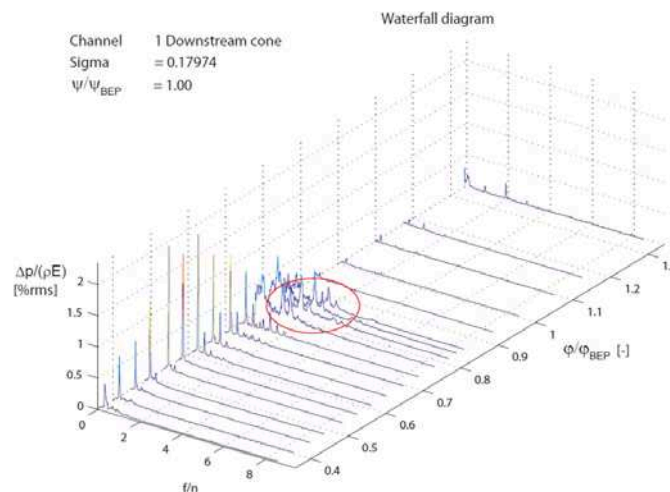 Waterfall diagram
Channel 1 Downstream cone
Sigma = 0.17974
ψ/ψBEP = 1.00
Δp/(ρE)
[%rms]
2
1.5
1
0.5
0
0
2
4
6
8
f/n
0.4
0.5
0.6
0.7
0.8
0.9
1
1.1
1.2
φ/φBEP [-]